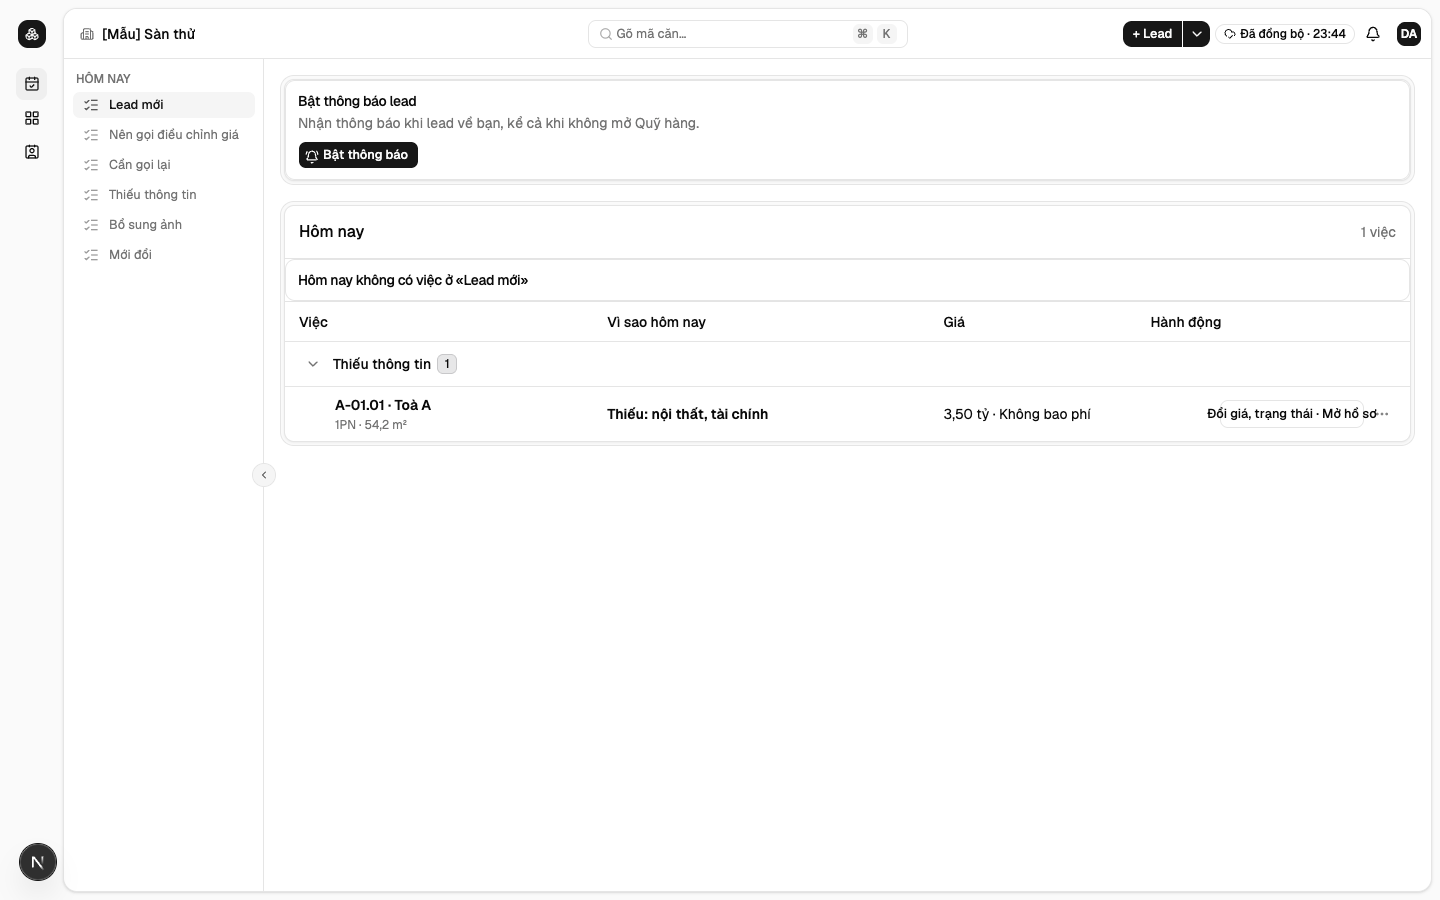 [Mẫu] Sàn thử
Gõ mã căn...
⌘ K
+ Lead
Đã đồng bộ · 23:44
DA
HÔM NAY
Lead mới
Nên gọi điều chỉnh giá
Cần gọi lại
Thiếu thông tin
Bổ sung ảnh
Mới đổi
Bật thông báo lead
Nhận thông báo khi lead về bạn, kể cả khi không mở Quỹ hàng.
Bật thông báo
Hôm nay
1 việc
Hôm nay không có việc ở «Lead mới»
Việc
Vì sao hôm nay
Giá
Hành động
Thiếu thông tin 1
A-01.01 · Toà A
1PN · 54,2 m²
Thiếu: nội thất, tài chính
3,50 tỷ · Không bao phí
Đổi giá, trạng thái · Mở hồ sơ
N